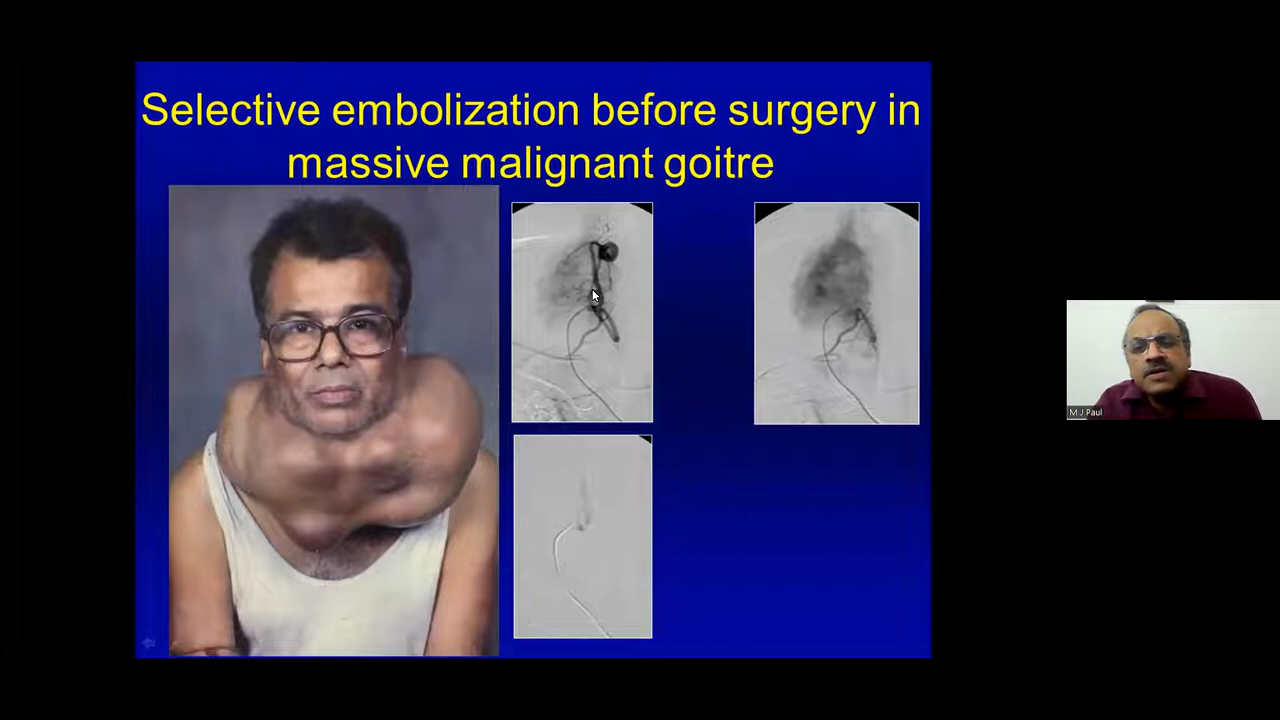 Selective embolization before surgery in
massive malignant goitre
M J Paul